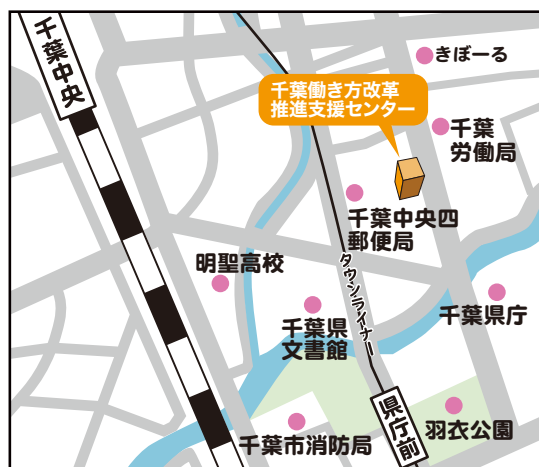 千葉中央
きぼーる
千葉働き方改革
推進支援センター
千葉
労働局
千葉中央四
郵便局
明聖高校
タウンライナー
千葉県
文書館
千葉県庁
県庁前
羽衣公園
千葉市消防局